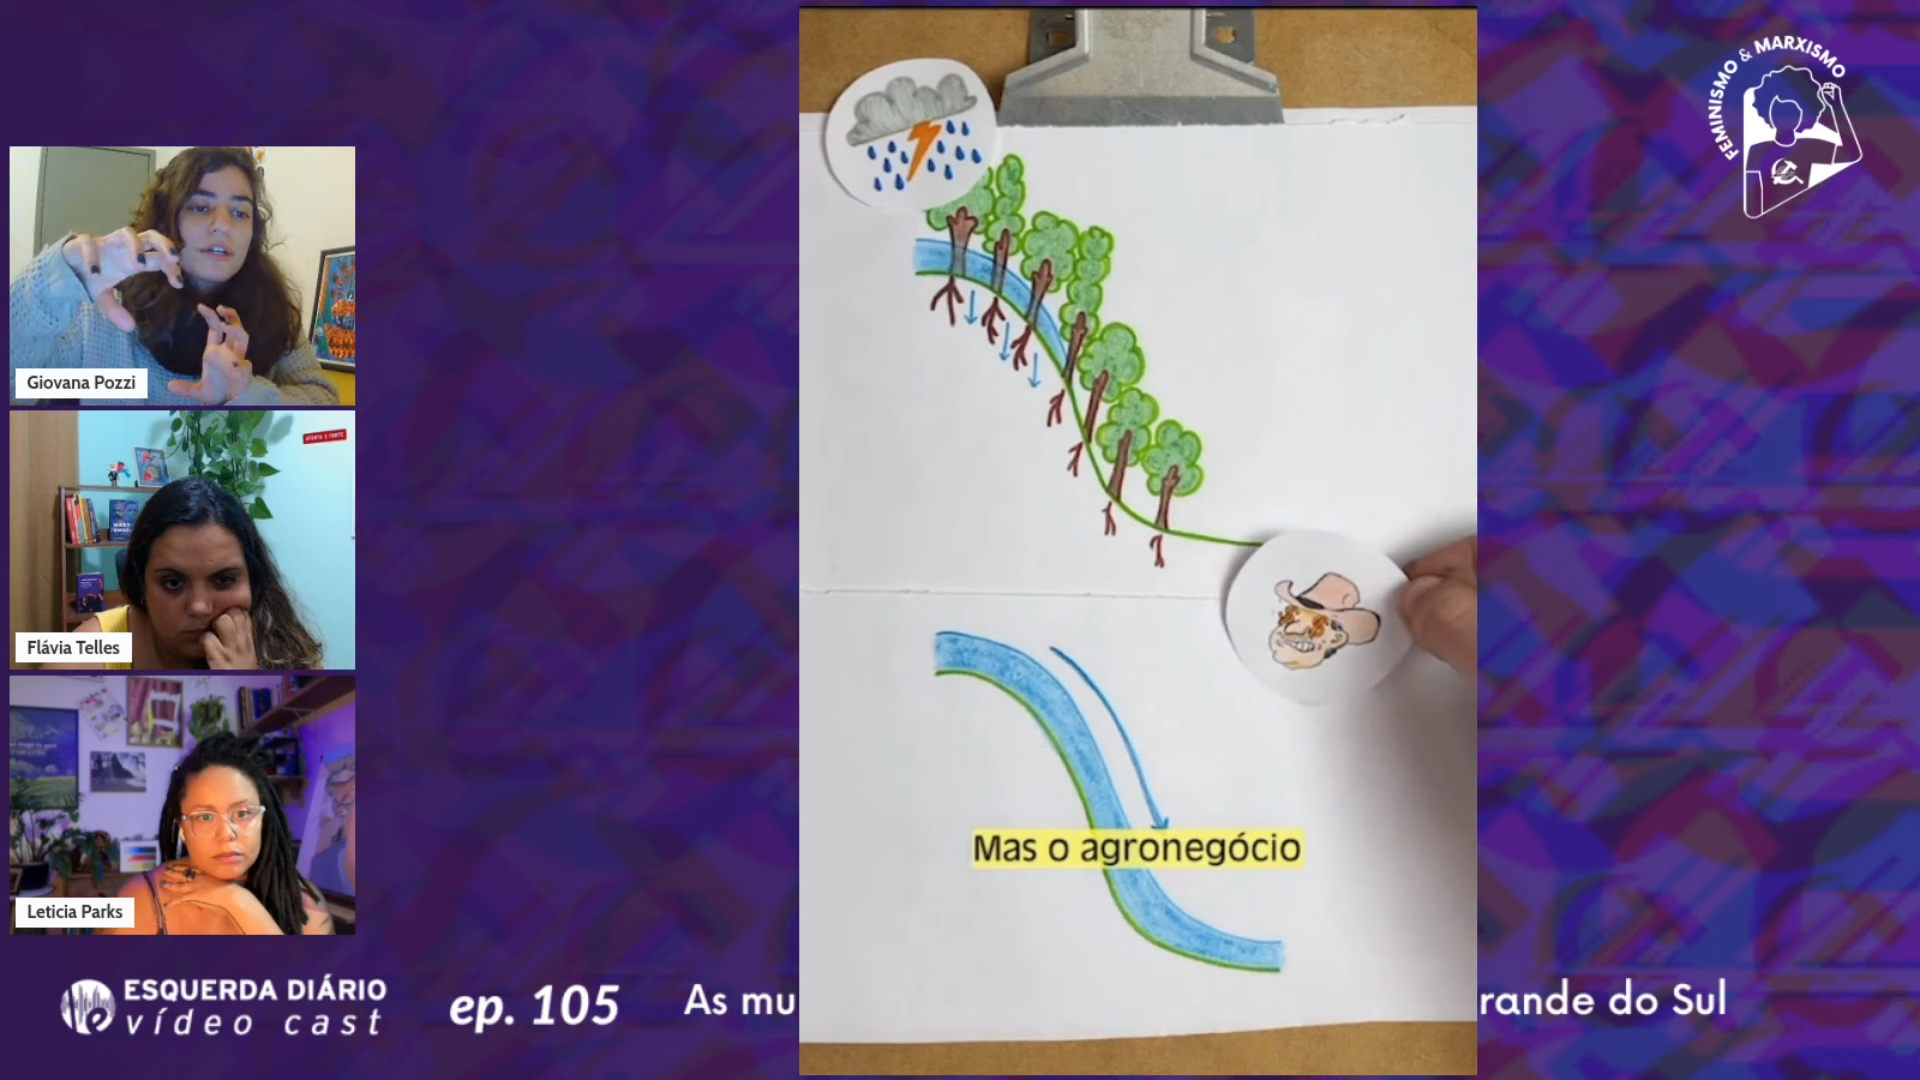 FEMINISMO & MARXISMO
Giovana Pozzi
Flávia Telles
Leticia Parks
Mas o agronegócio
ESQUERDA DIÁRIO
vídeo cast
ep. 105
As mu
rande do Sul